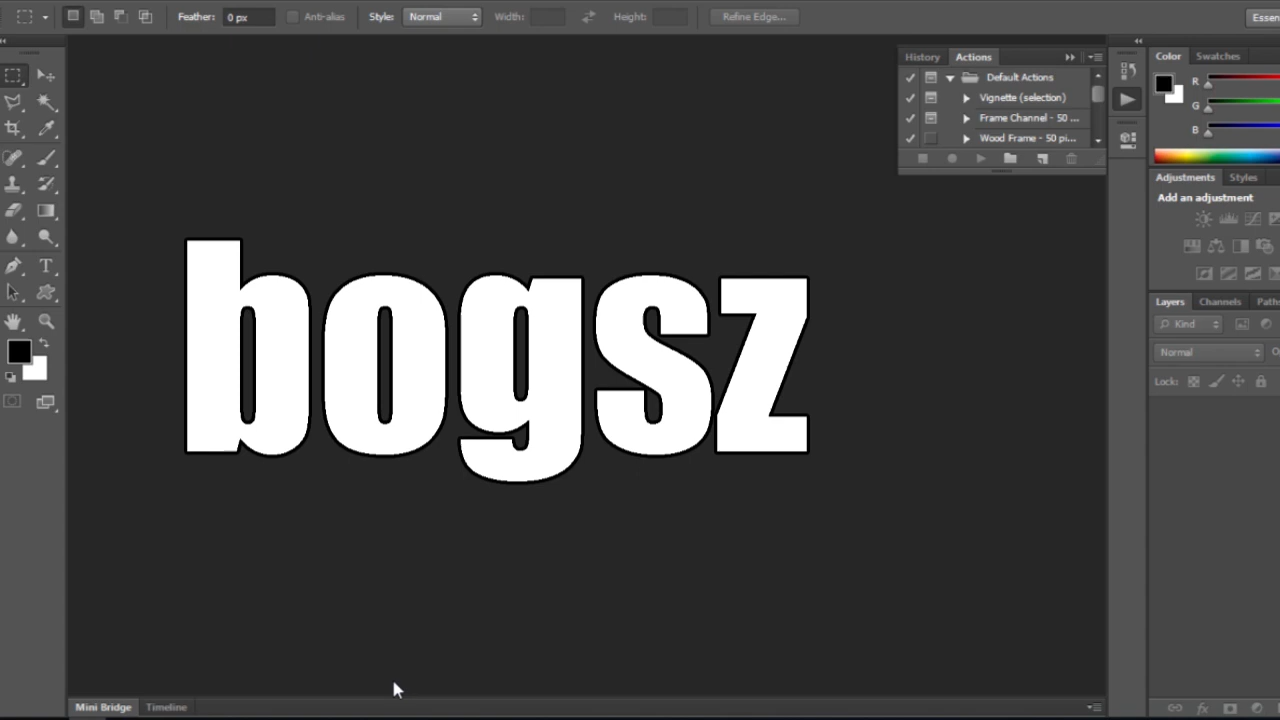 Feather: 0 px Anti-alias Style: Normal Width: Height: Refine Edge...
History Actions
Default Actions
Vignette (selection)
Frame Channel - 50 ...
Wood Frame - 50 pi...
Color Swatches
R
G
B
Adjustments Styles
Add an adjustment
Layers Channels Paths
Kind
Normal
Lock:
bogsz
Mini Bridge Timeline